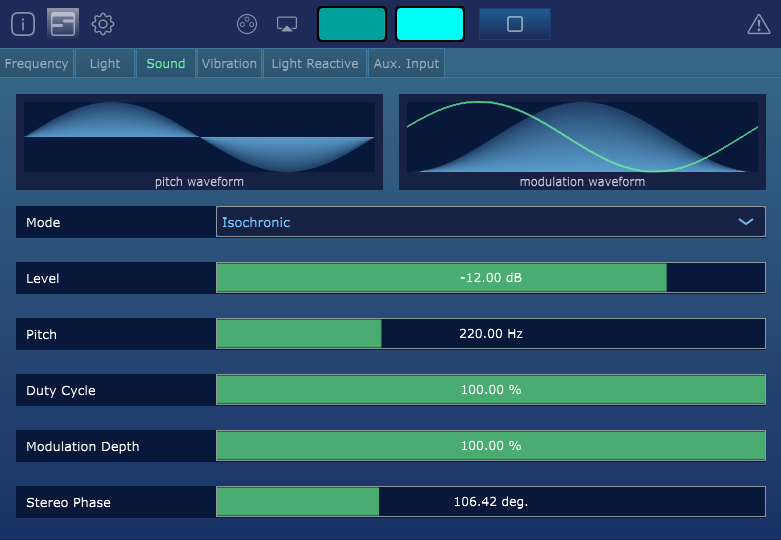 Frequency Light Sound Vibration Light Reactive Aux. Input
pitch waveform modulation waveform
Mode Isochronic
Level -12.00 dB
Pitch 220.00 Hz
Duty Cycle 100.00 %
Modulation Depth 100.00 %
Stereo Phase 106.42 deg.